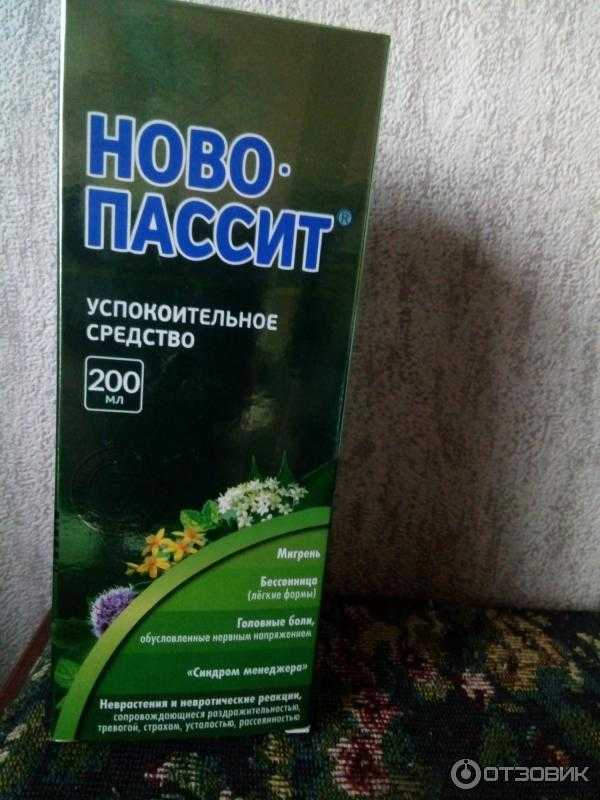 НОВО·
ПАССИТ®
УСПОКОИТЕЛЬНОЕ
СРЕДСТВО
200
МЛ
Мигрень
Бессонница
(лёгкие формы)
Головные боли,
обусловленные нервным напряжением
«Синдром менеджера»
Неврастения и невротические реакции,
сопровождающиеся раздражительностью,
тревогой, страхом, усталостью, рассеянностью
ОТЗОВИК